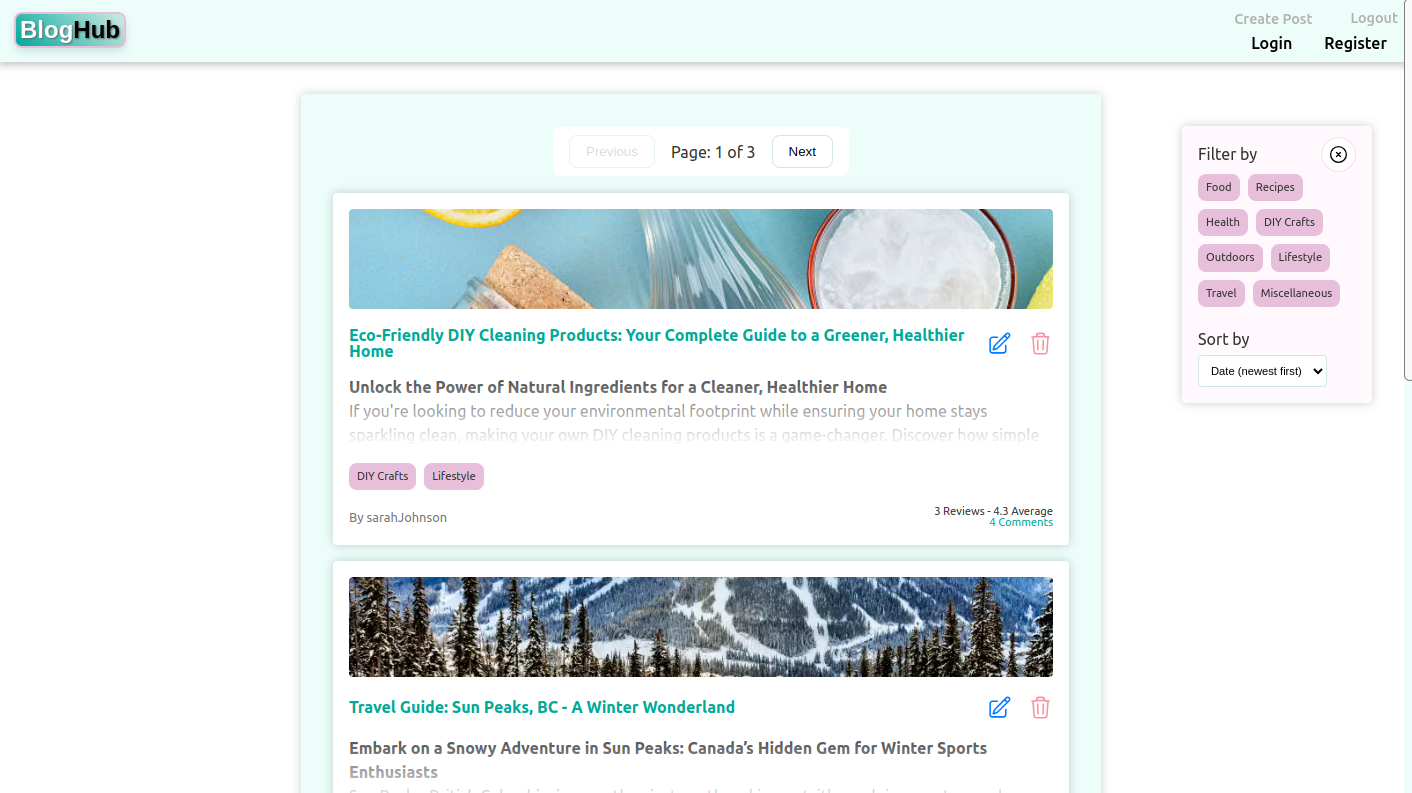 BlogHub
Create Post Logout
Login Register
Previous Page: 1 of 3 Next
Filter by
Food Recipes
Health DIY Crafts
Outdoors Lifestyle
Travel Miscellaneous
Sort by
Date (newest first)
Eco-Friendly DIY Cleaning Products: Your Complete Guide to a Greener, Healthier
Home
Unlock the Power of Natural Ingredients for a Cleaner, Healthier Home
If you're looking to reduce your environmental footprint while ensuring your home stays
sparkling clean, making your own DIY cleaning products is a game-changer. Discover how simple
DIY Crafts Lifestyle
By sarahJohnson
3 Reviews - 4.3 Average
4 Comments
Travel Guide: Sun Peaks, BC - A Winter Wonderland
Embark on a Snowy Adventure in Sun Peaks: Canada’s Hidden Gem for Winter Sports
Enthusiasts